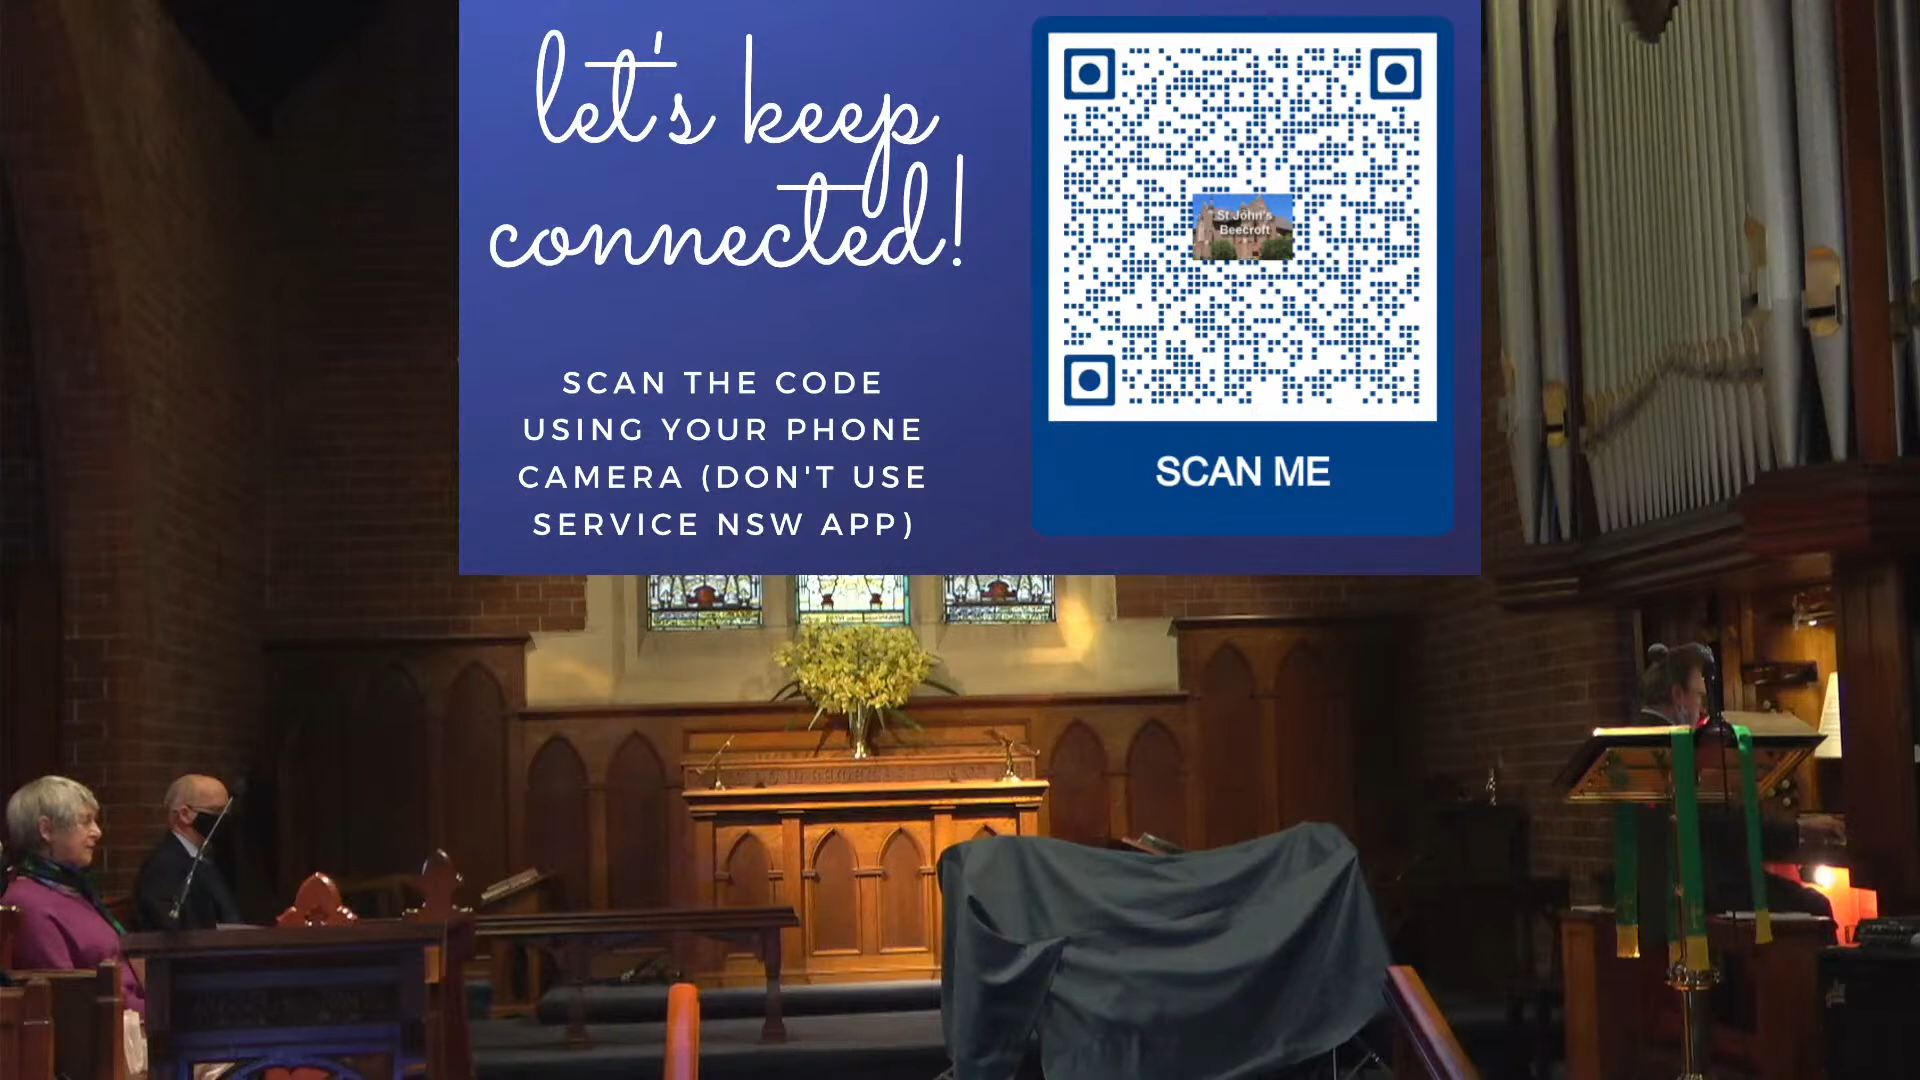 let's keep
connected!
SCAN THE CODE
USING YOUR PHONE
CAMERA (DON'T USE
SERVICE NSW APP)
St John's
Beecroft
SCAN ME